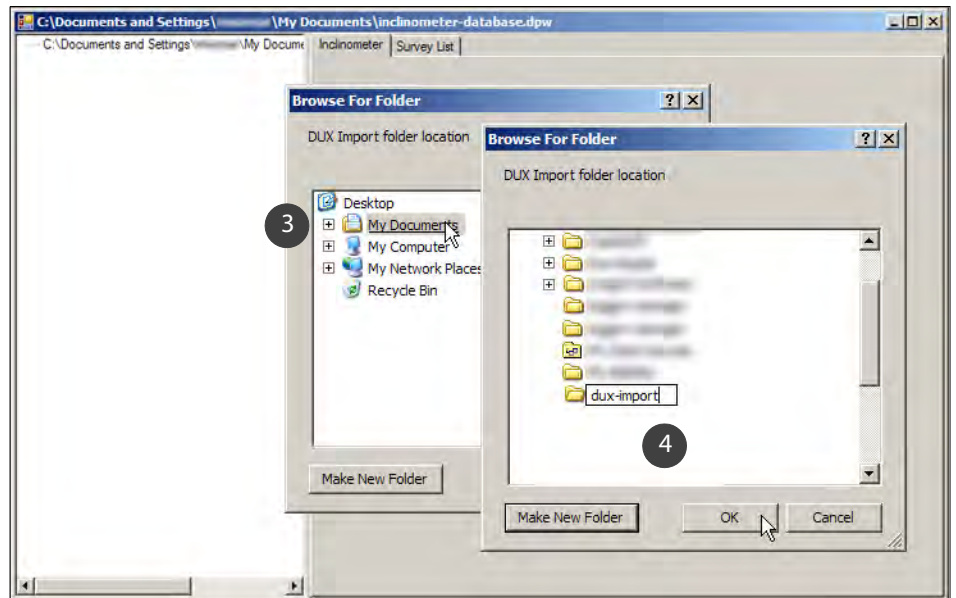 C:\Documents and Settings\ \My Documents\inclinometer-database.dpw
C:\Documents and Settings\ \My Docume
Inclinometer Survey List
Browse For Folder
DUX Import folder location
3
Desktop
My Documents
My Computer
My Network Places
Recycle Bin
Make New Folder
Browse For Folder
DUX Import folder location
dux-import
4
Make New Folder OK Cancel